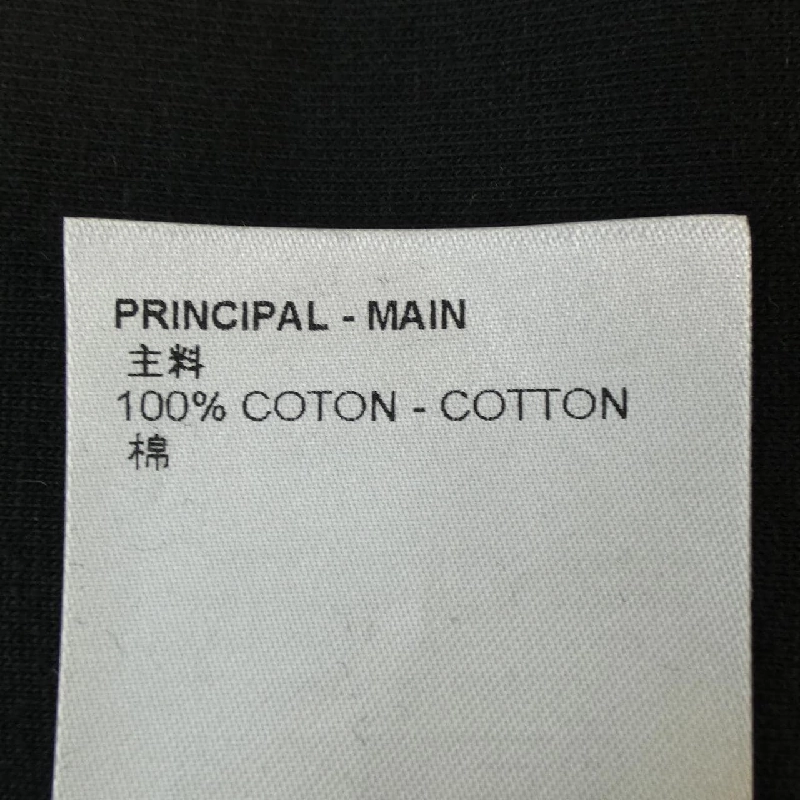 PRINCIPAL - MAIN
主料
100% COTON - COTTON
棉